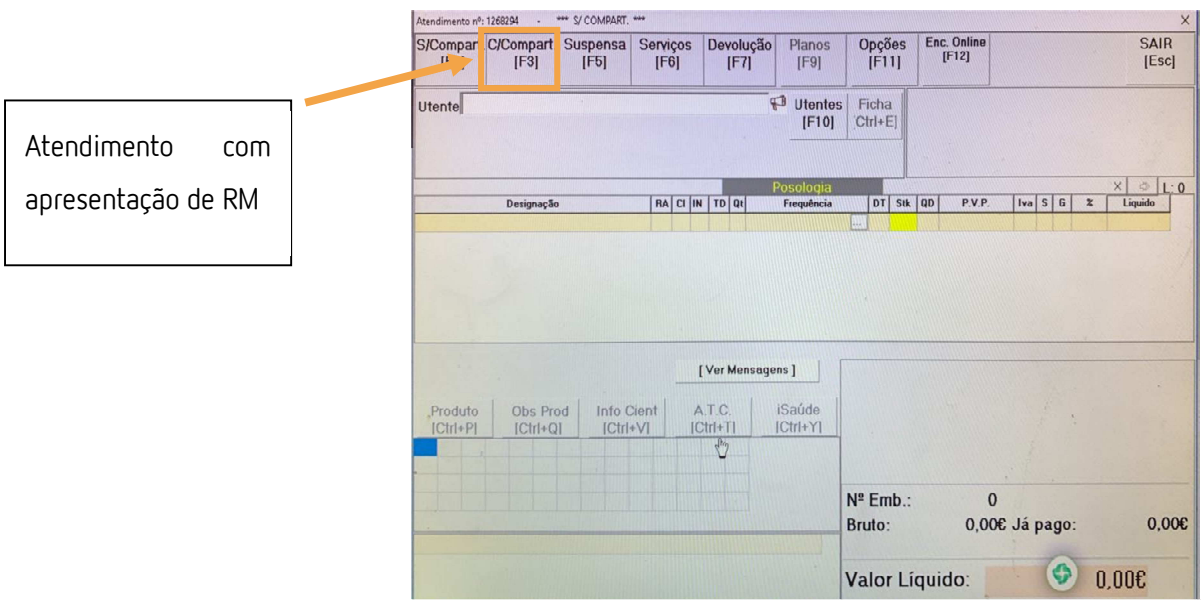 Atendimento com
apresentação de RM
Atendimento nº: 1268294 - *** S/ COMPART. ***
S/Compart C/Compart Suspensa Serviços Devolução Planos Opções Enc. Online SAIR
[F3] [F5] [F6] [F7] [F9] [F11] [F12] [Esc]
Utente Utentes Ficha
[F10] Ctrl+E]
Posologia L: 0
Designação RA CI IN TD Qt Frequência DT Stk QD P.V.P. Iva S G % Líquido
...
[ Ver Mensagens ]
Produto Obs Prod Info Cient A.T.C. iSaúde
[Ctrl+P] [Ctrl+Q] [Ctrl+V] [Ctrl+T] [Ctrl+Y]
Nº Emb.: 0
Bruto: 0,00€ Já pago: 0,00€
Valor Líquido: 0,00€